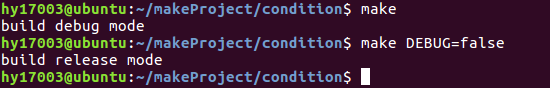 hy17003@ubuntu:~/makeProject/condition$ make
build debug mode
hy17003@ubuntu:~/makeProject/condition$ make DEBUG=false
build release mode
hy17003@ubuntu:~/makeProject/condition$